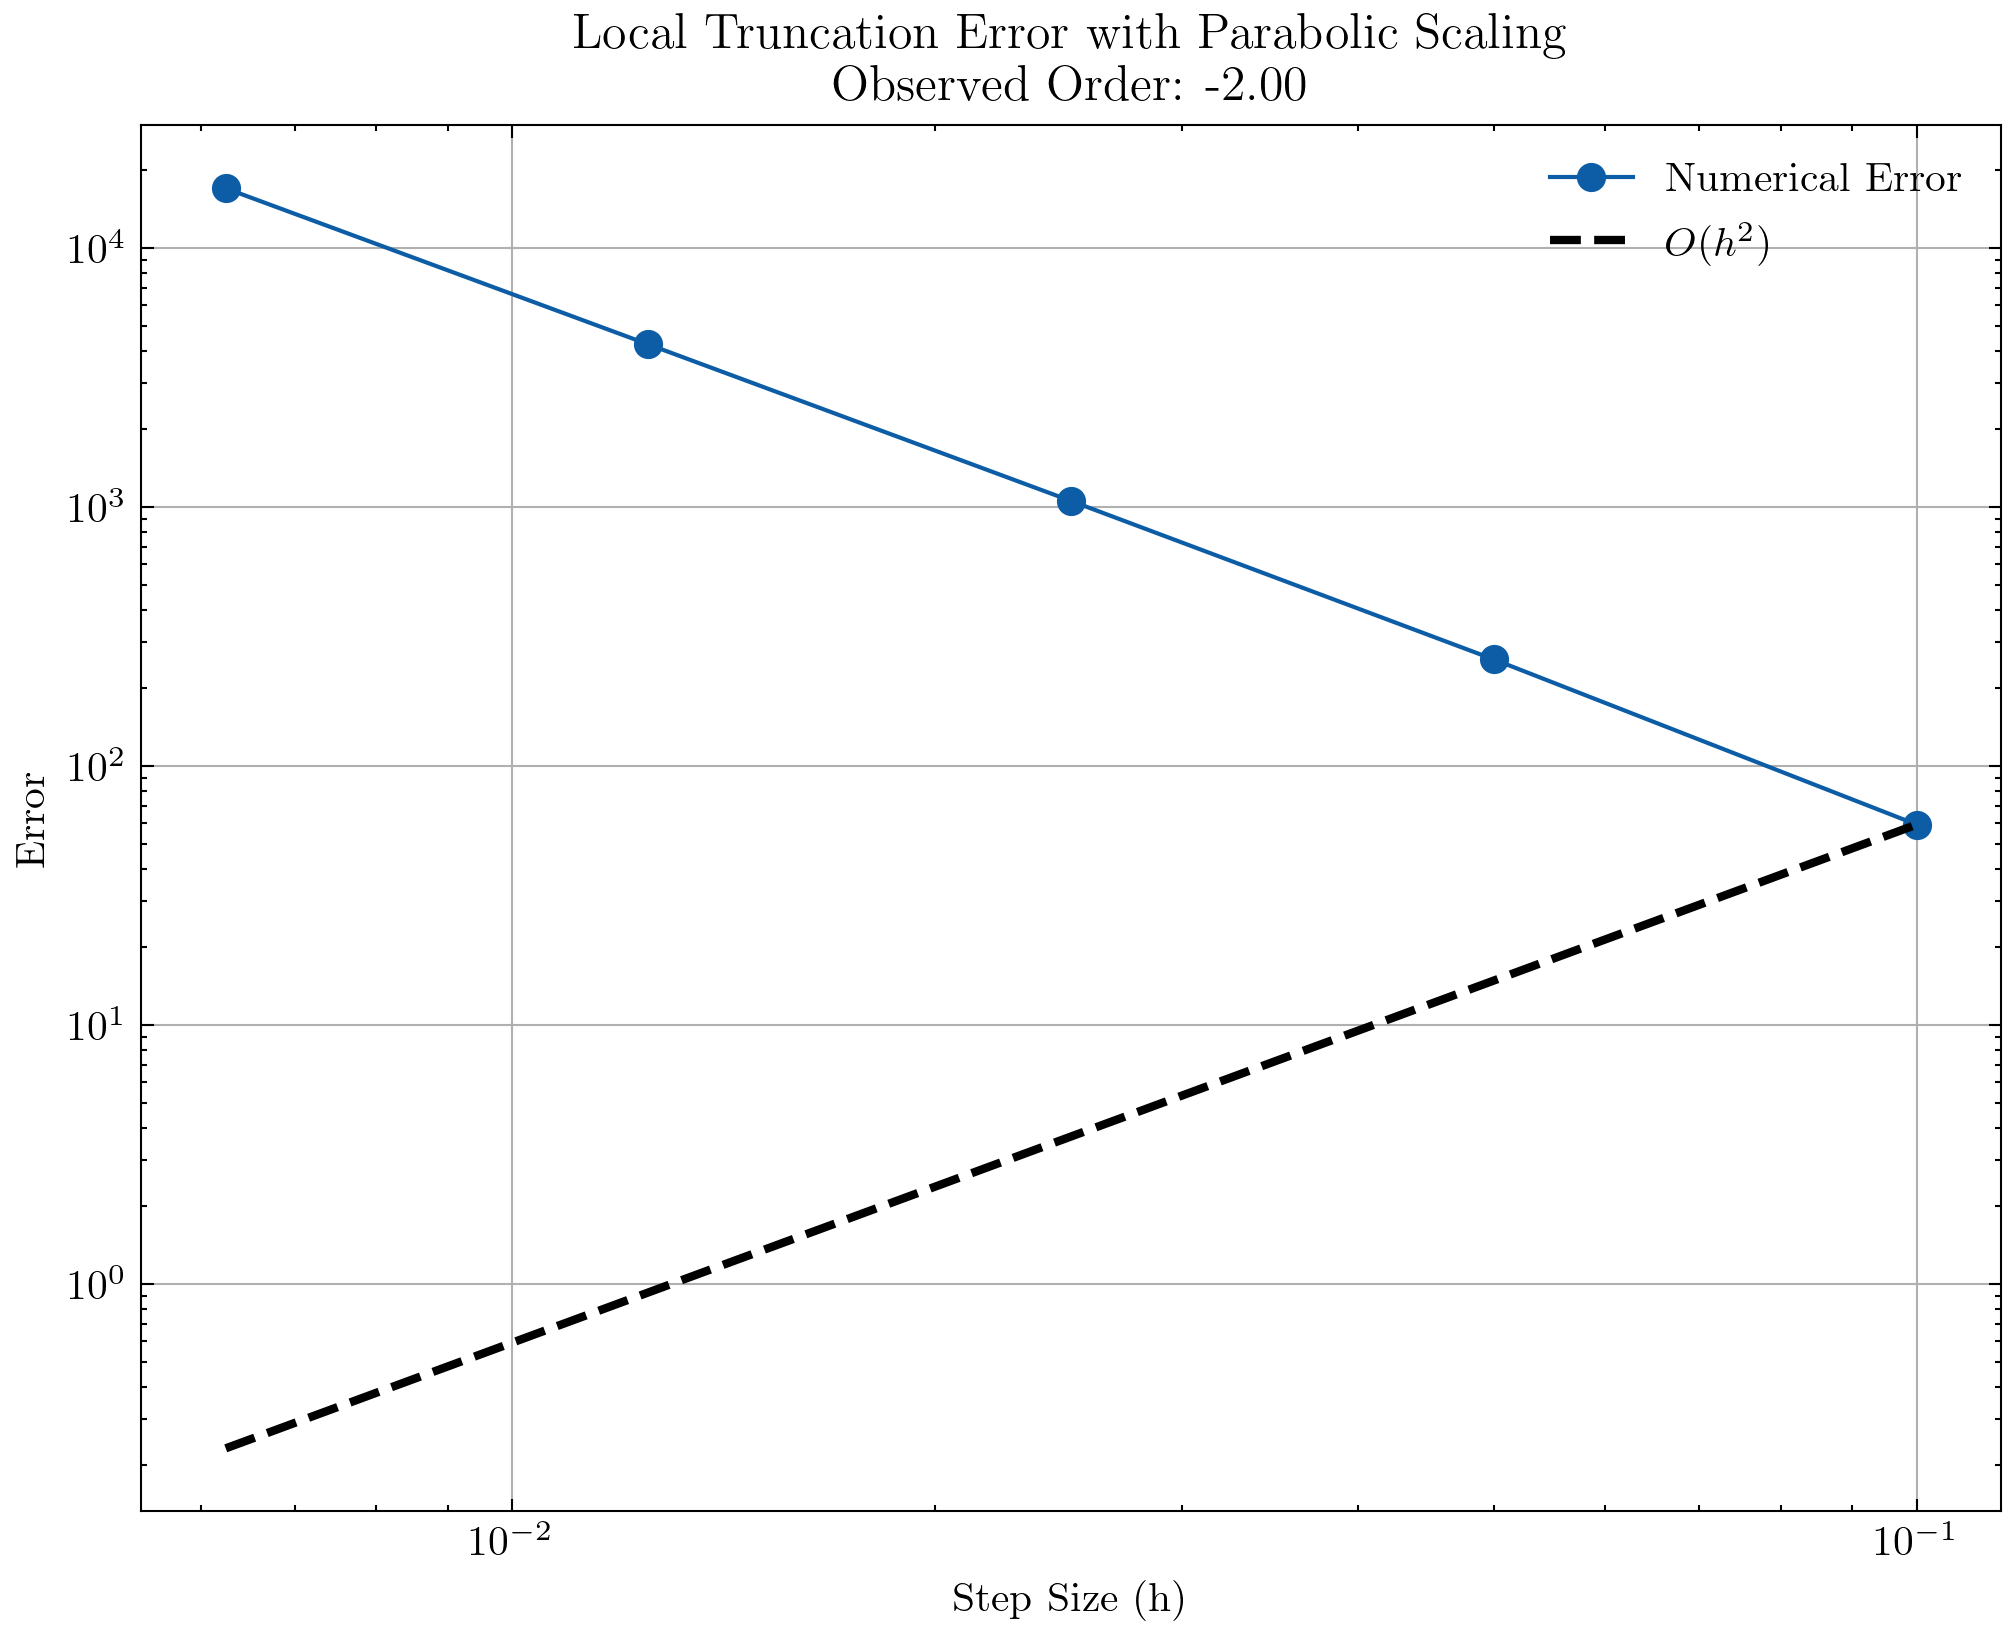 Local Truncation Error with Parabolic Scaling
Observed Order: -2.00
Numerical Error
O(h²)
10⁴
10³
10²
10¹
10⁰
Error
10⁻²
10⁻¹
Step Size (h)